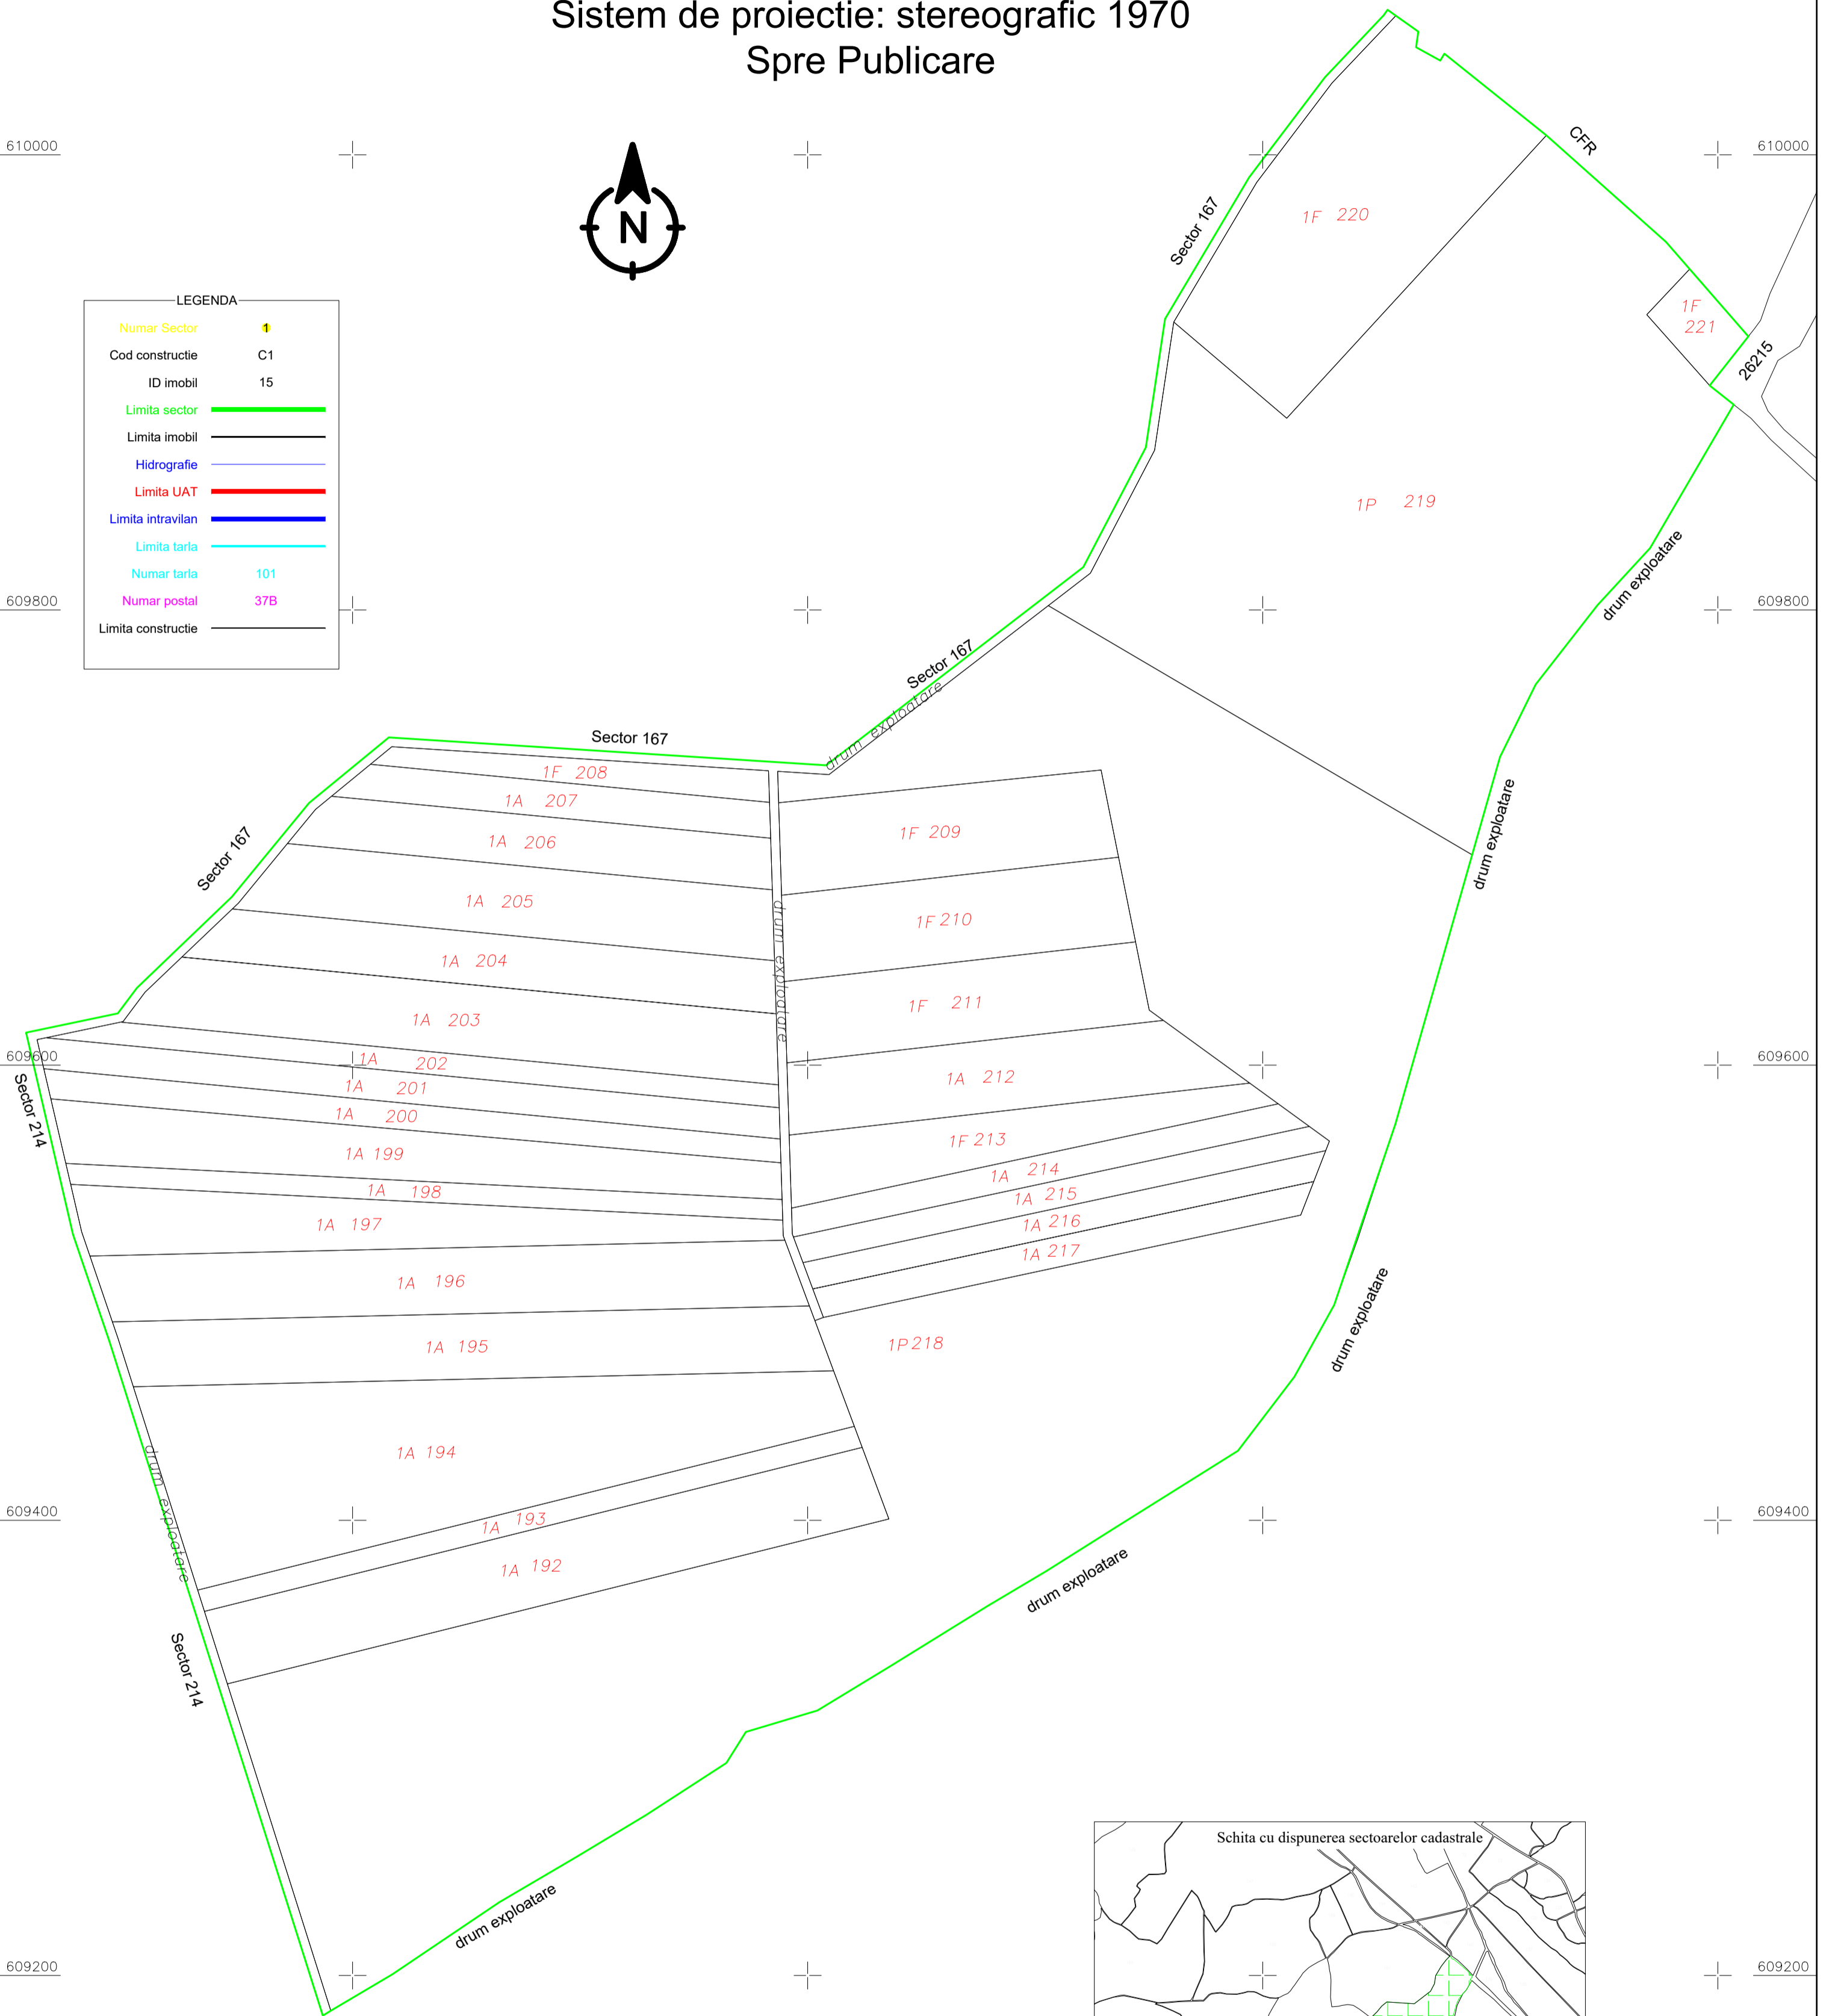 Sistem de proiectie: stereografic 1970
Spre Publicare
610000
610000
CFR
N
Sector 167
1F 220
LEGENDA
Numar Sector 1
Cod constructie C1
ID imobil 15
Limita sector
Limita imobil
Hidrografie
Limita UAT
Limita intravilan
Limita tarla
Numar tarla 101
Numar postal 37B
Limita constructie
1F
221
26215
1P 219
drum exploatare
609800
609800
Sector 167
drum exploatare
Sector 167
1F 208
1A 207
1A 206
1A 205
1A 204
1A 203
1A 202
1A 201
1A 200
1A 199
1A 198
1A 197
1A 196
1A 195
1A 194
1A 193
1A 192
Sector 167
drum exploatare
1F 209
1F 210
1F 211
1A 212
1F 213
1A 214
1A 215
1A 216
1A 217
1P 218
drum exploatare
609600
609600
Sector 214
drum exploatare
drum exploatare
609400
609400
Sector 214
drum exploatare
drum exploatare
Schita cu dispunerea sectoarelor cadastrale
609200
609200